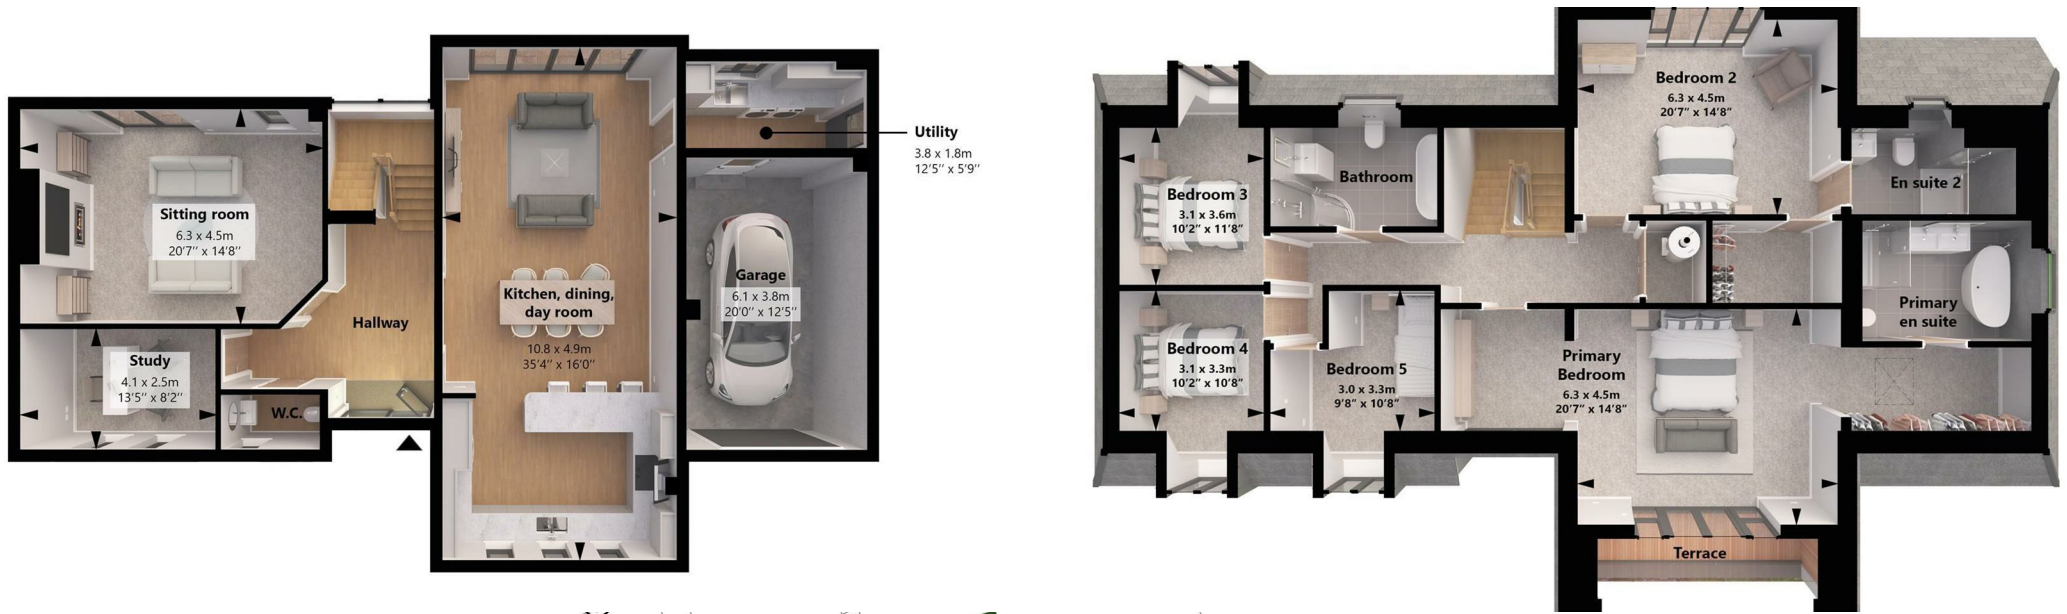 Sitting room
6.3 x 4.5m
20'7'' x 14'8''
Study
4.1 x 2.5m
13'5'' x 8'2''
W.C.
Hallway
Kitchen, dining,
day room
10.8 x 4.9m
35'4'' x 16'0''
Garage
6.1 x 3.8m
20'0'' x 12'5''
Utility
3.8 x 1.8m
12'5'' x 5'9''
Bedroom 3
3.1 x 3.6m
10'2" x 11'8"
Bathroom
Bedroom 2
6.3 x 4.5m
20'7" x 14'8"
En suite 2
Primary
en suite
Bedroom 4
3.1 x 3.3m
10'2" x 10'8"
Bedroom 5
3.0 x 3.3m
9'8" x 10'8"
Primary
Bedroom
6.3 x 4.5m
20'7" x 14'8"
Terrace